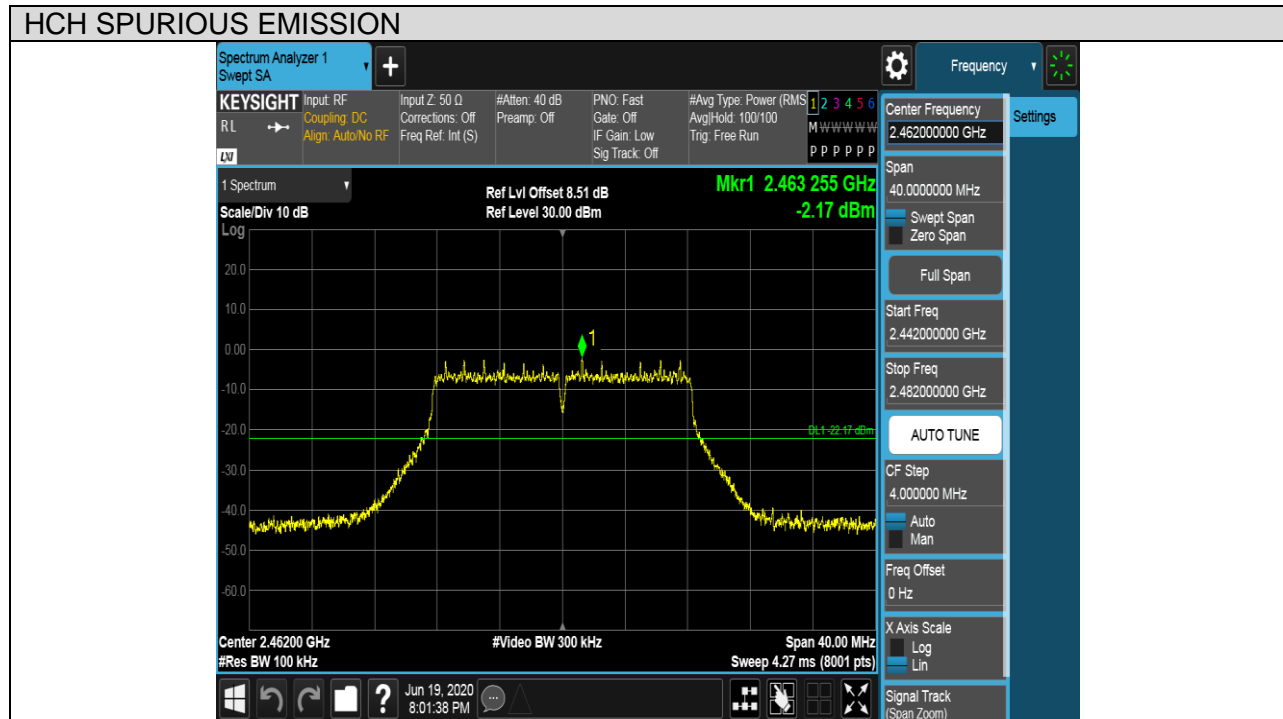 HCH SPURIOUS EMISSION
Spectrum Analyzer 1
Swept SA
Frequency
KEYSIGHT
RL
LXI
Input: RF
Coupling: DC
Align: Auto/No RF
Input Z: 50 Ω
Corrections: Off
Freq Ref: Int (S)
#Atten: 40 dB
Preamp: Off
PNO: Fast
Gate: Off
IF Gain: Low
Sig Track: Off
#Avg Type: Power (RMS
Avg|Hold: 100/100
Trig: Free Run
1 2 3 4 5 6
M W W W W W
P P P P P P
1 Spectrum
Scale/Div 10 dB
Ref Lvl Offset 8.51 dB
Ref Level 30.00 dBm
Mkr1 2.463 255 GHz
-2.17 dBm
Log
20.0
10.0
0.00
-10.0
-20.0
-30.0
-40.0
-50.0
-60.0
1
DL1 -22.17 dBm
Center 2.46200 GHz
#Res BW 100 kHz
#Video BW 300 kHz
Span 40.00 MHz
Sweep 4.27 ms (8001 pts)
Center Frequency
2.462000000 GHz
Span
40.0000000 MHz
Swept Span
Zero Span
Full Span
Start Freq
2.442000000 GHz
Stop Freq
2.482000000 GHz
AUTO TUNE
CF Step
4.000000 MHz
Auto
Man
Freq Offset
0 Hz
X Axis Scale
Log
Lin
Signal Track
(Span Zoom)
Settings
?
Jun 19, 2020
8:01:38 PM